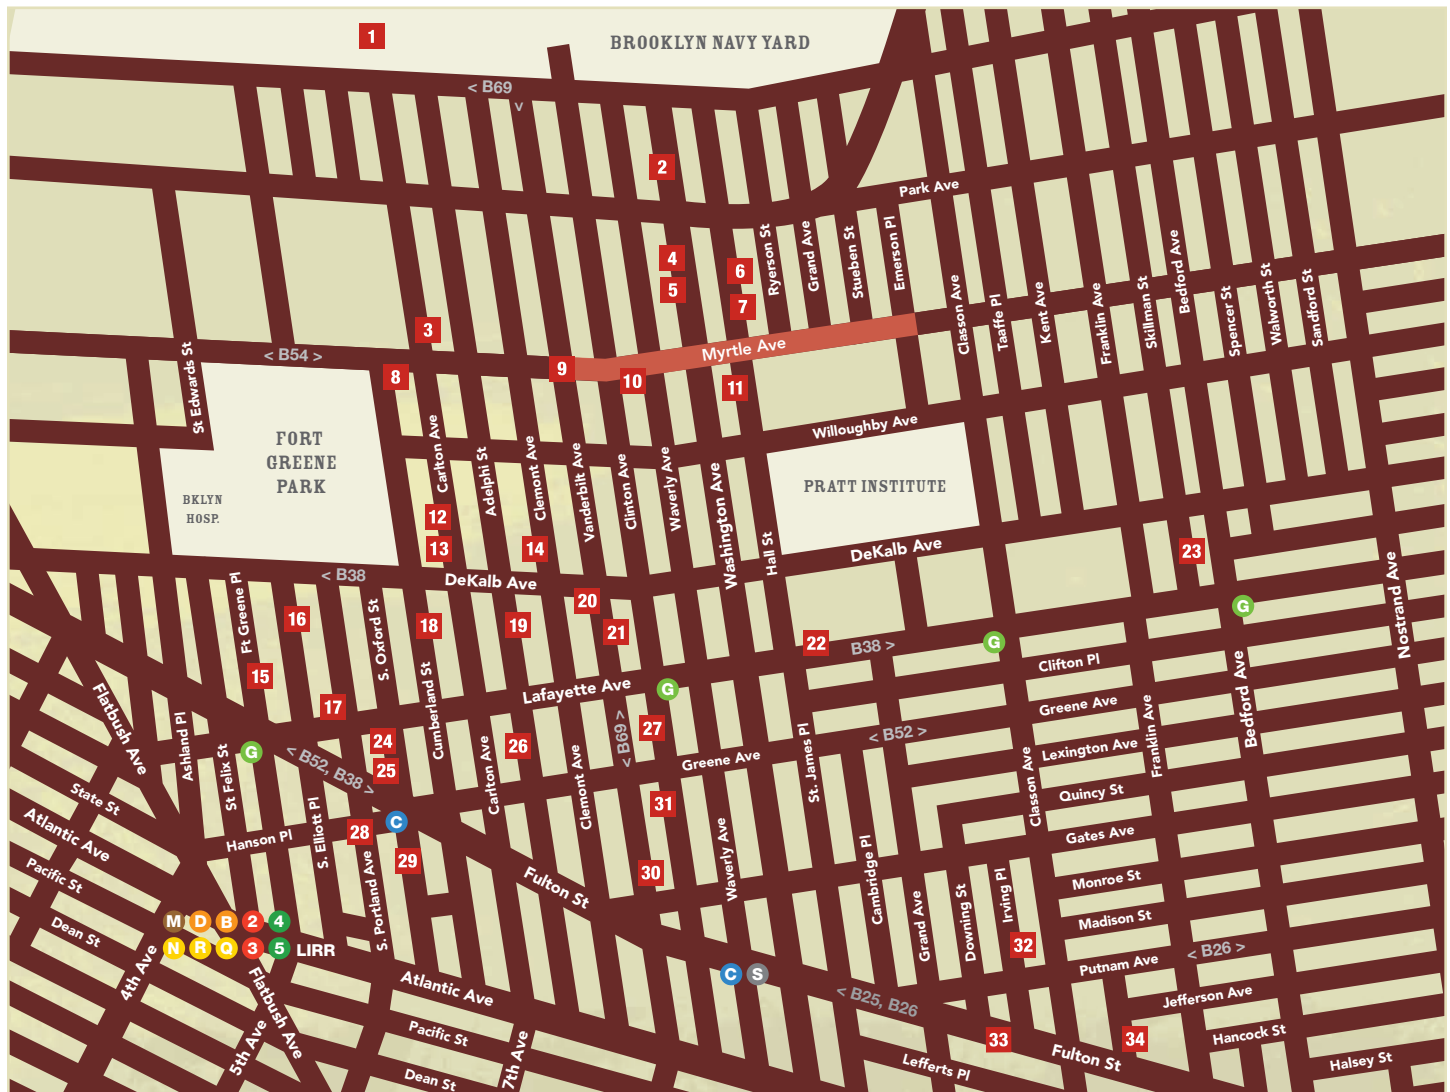 1
BROOKLYN NAVY YARD
< B69
v
2
Park Ave
Ryerson St
Grand Ave
Stueben St
Emerson Pl
4
5
6
7
Bedford Ave
Classon Ave
Taaffe Pl
Kent Ave
Franklin Ave
Skillman St
Spencer St
Walworth St
Sandford St
3
< B54 >
Myrtle Ave
St Edwards St
8
9
10
11
FORT
GREENE
PARK
BKLYN
HOSP.
Carlton Ave
Adelphi St
Clemont Ave
Vanderbilt Ave
Clinton Ave
Waverly Ave
Washington Ave
Hall St
Willoughby Ave
PRATT INSTITUTE
12
13
14
DeKalb Ave
23
< B38
DeKalb Ave
20
G
Nostrand Ave
Ft Greene Pl
16
S. Oxford St
18
19
21
22
B38 >
G
Clifton Pl
15
17
Cumberland St
Lafayette Ave
G
Greene Ave
Bedford Ave
Flatbush Ave
Ashland Pl
St Felix St
G
< B52, B38 >
24
25
26
< B69 >
27
Greene Ave
St. James Pl
< B52 >
Lexington Ave
Franklin Ave
State St
Carlton Ave
Clemont Ave
31
Classon Ave
Quincy St
Atlantic Ave
Hanson Pl
S. Elliott Pl
28
C
29
Waverly Ave
Cambridge Pl
Gates Ave
Pacific St
S. Portland Ave
Fulton St
30
Grand Ave
Downing St
Irving Pl
Monroe St
Dean St
M D B 2 4
N R Q 3 5 LIRR
32
Madison St
< B26 >
4th Ave
Flatbush Ave
Atlantic Ave
C S
Putnam Ave
< B25, B26
Jefferson Ave
5th Ave
Pacific St
7th Ave
33
34
Hancock St
Fulton St
Halsey St
Dean St
Lefferts Pl